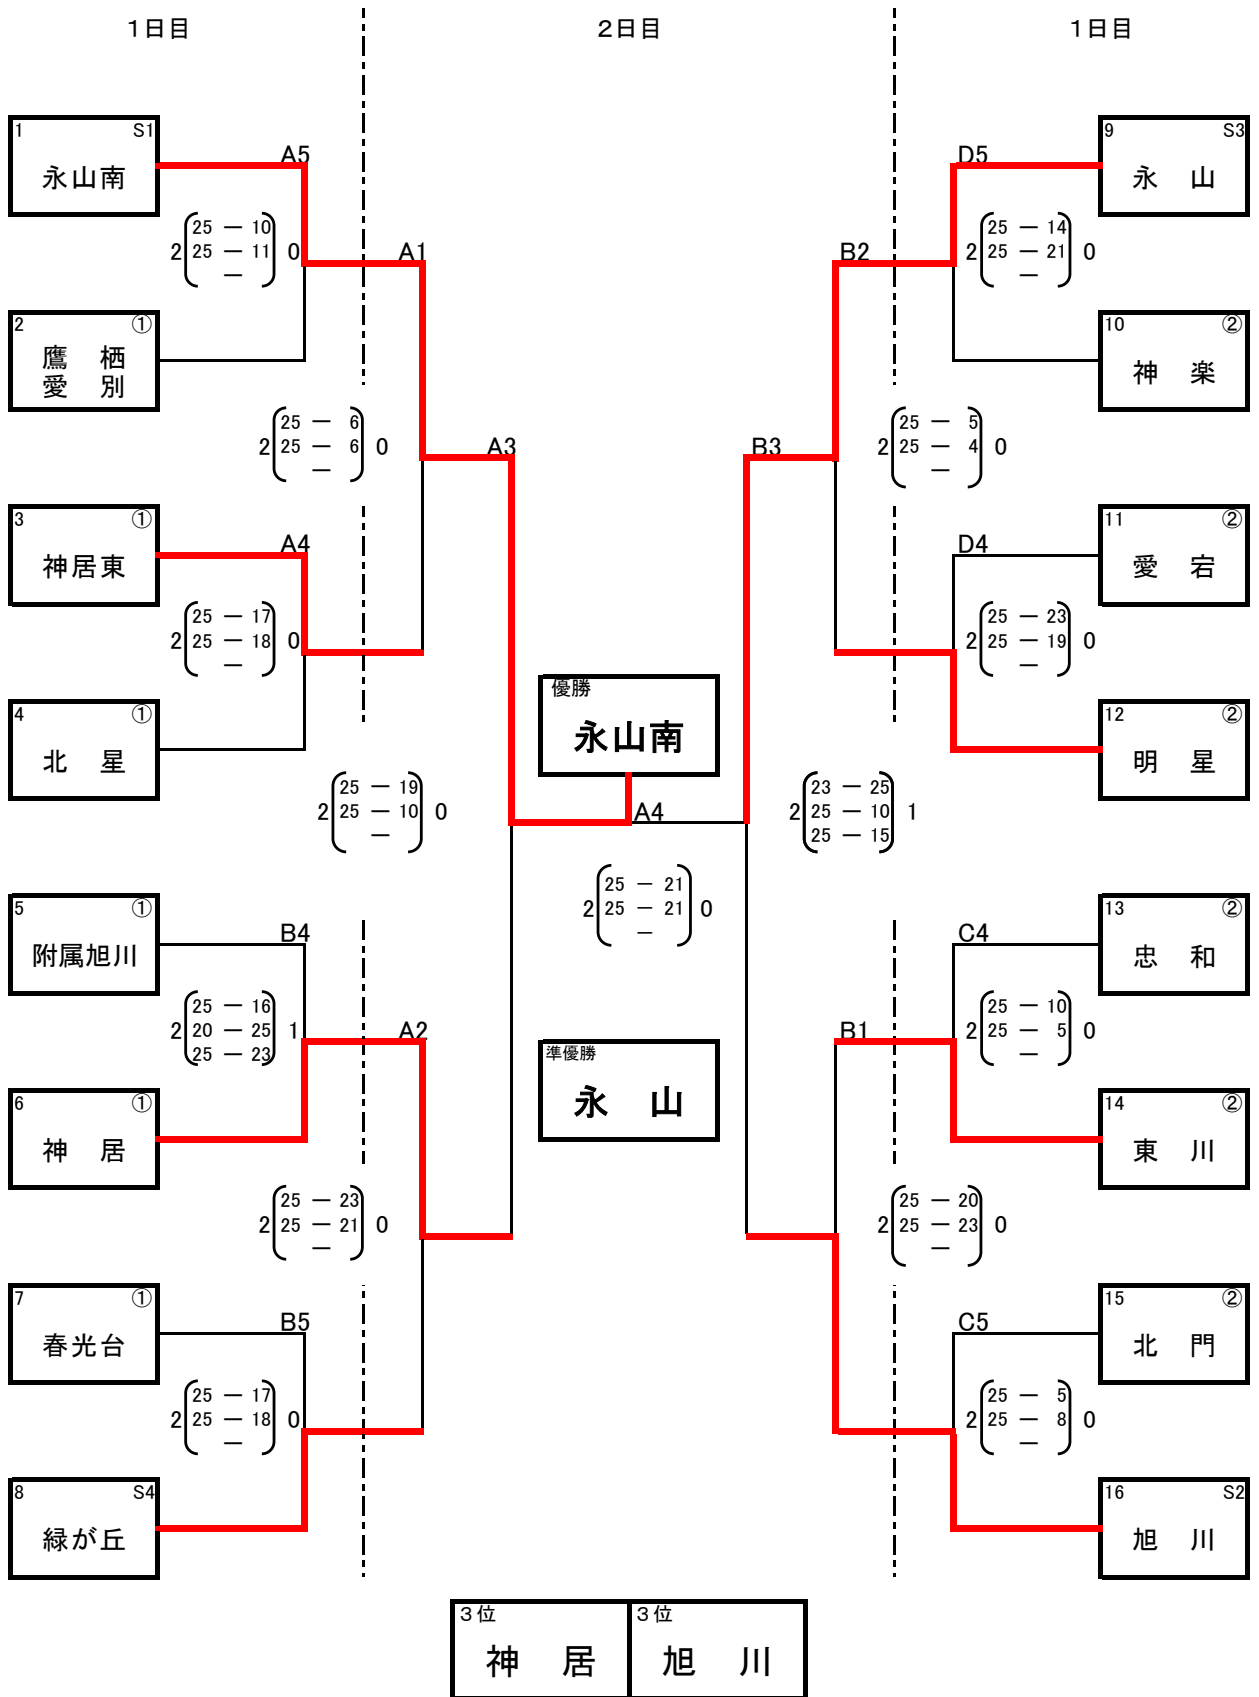 1日目
2日目
1日目
1 S1
永山南
A5
25 ― 10
2 25 ― 11 0
―
2 ①
鷹 栖
愛 別
A1
25 ― 6
2 25 ― 6 0
―
3 ①
神居東
A4
25 ― 17
2 25 ― 18 0
―
4 ①
北 星
A3
25 ― 19
2 25 ― 10 0
―
5 ①
附属旭川
B4
25 ― 16
2 20 ― 25 1
25 ― 23
6 ①
神 居
A2
25 ― 23
2 25 ― 21 0
―
7 ①
春光台
B5
25 ― 17
2 25 ― 18 0
―
8 S4
緑が丘
優勝
永山南
A4
25 ― 21
2 25 ― 21 0
―
準優勝
永 山
9 S3
永 山
D5
25 ― 14
2 25 ― 21 0
―
10 ②
神 楽
B2
25 ― 5
2 25 ― 4 0
―
11 ②
愛 宕
D4
25 ― 23
2 25 ― 19 0
―
12 ②
明 星
B3
23 ― 25
2 25 ― 10 1
25 ― 15
13 ②
忠 和
C4
25 ― 10
2 25 ― 5 0
―
14 ②
東 川
B1
25 ― 20
2 25 ― 23 0
―
15 ②
北 門
C5
25 ― 5
2 25 ― 8 0
―
16 S2
旭 川
3位
神 居
3位
旭 川